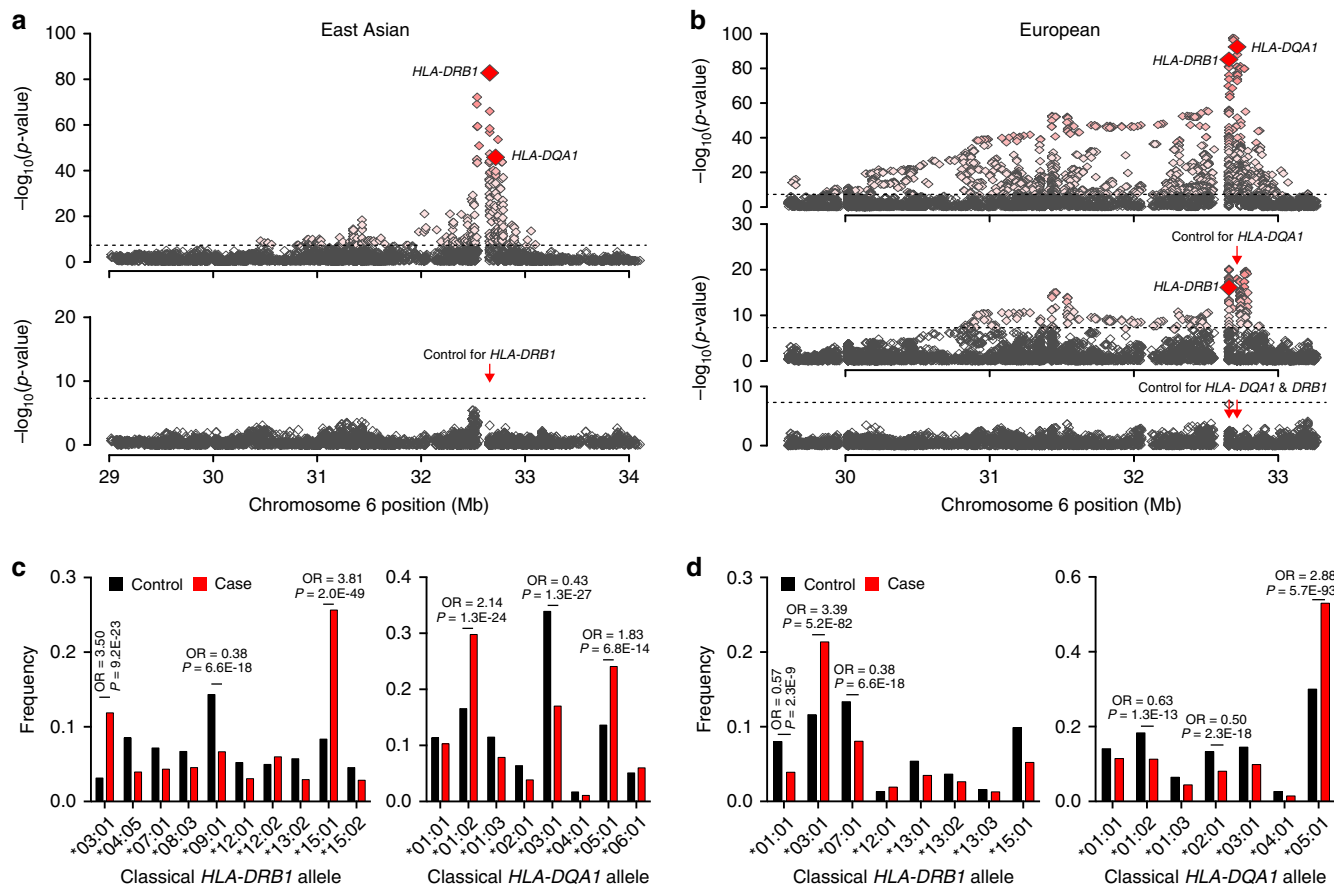 a
East Asian
100
80
60
40
20
0
−log10(p-value)
HLA-DRB1
HLA-DQA1
20
10
0
−log10(p-value)
Control for HLA-DRB1
29 30 31 32 33 34
Chromosome 6 position (Mb)
b
European
100
80
60
40
20
0
−log10(p-value)
HLA-DRB1
HLA-DQA1
30 31 32 33
30
20
10
0
−log10(p-value)
Control for HLA-DQA1
HLA-DRB1
10
0
Control for HLA- DQA1 & DRB1
30 31 32 33
Chromosome 6 position (Mb)
c
Control Case
Frequency
0.3
0.2
0.1
0.0
OR = 3.50
P = 9.2E-23
OR = 0.38
P = 6.6E-18
OR = 3.81
P = 2.0E-49
*03:01 *04:05 *07:01 *08:03 *09:01 *12:01 *12:02 *13:02 *15:01 *15:02
Classical HLA-DRB1 allele
0.4
0.3
0.2
0.1
0.0
OR = 2.14
P = 1.3E-24
OR = 0.43
P = 1.3E-27
OR = 1.83
P = 6.8E-14
*01:01 *01:02 *01:03 *02:01 *03:01 *04:01 *05:01 *06:01
Classical HLA-DQA1 allele
d
Control Case
Frequency
0.3
0.2
0.1
0.0
OR = 0.57
P = 2.3E-9
OR = 3.39
P = 5.2E-82
OR = 0.38
P = 6.6E-18
*01:01 *03:01 *07:01 *12:01 *13:01 *13:02 *13:03 *15:01
Classical HLA-DRB1 allele
0.6
0.4
0.2
0.0
OR = 0.63
P = 1.3E-13
OR = 0.50
P = 2.3E-18
OR = 2.88
P = 5.7E-93
*01:01 *01:02 *01:03 *02:01 *03:01 *04:01 *05:01
Classical HLA-DQA1 allele